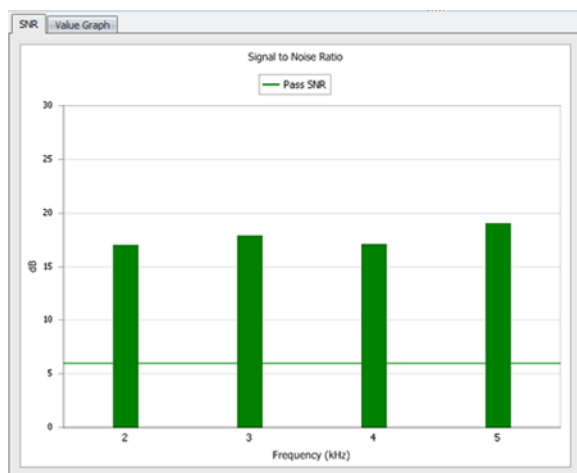 SNR Value Graph
Signal to Noise Ratio
Pass SNR
30
25
20
15
10
5
0
dB
2 3 4 5
Frequency (kHz)